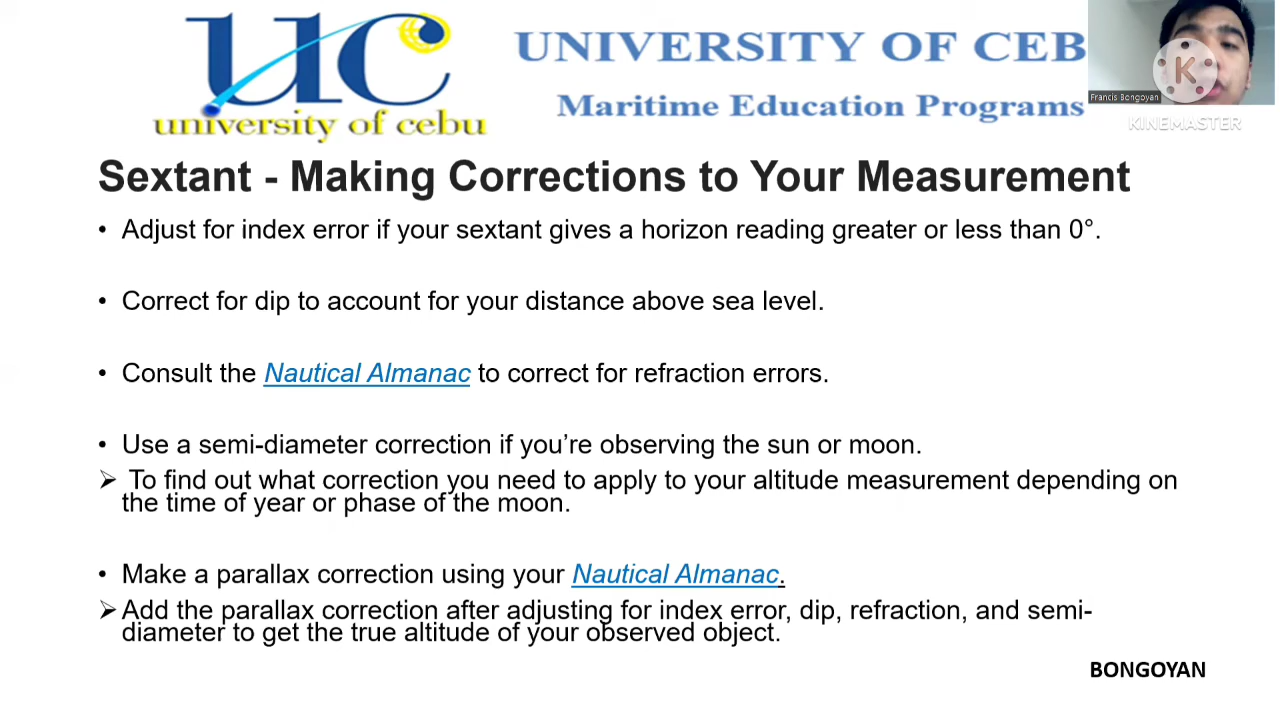 UC
university of cebu
UNIVERSITY OF CEB
Maritime Education Programs
K
Francis Bongoyan
KINEMASTER
Sextant - Making Corrections to Your Measurement
• Adjust for index error if your sextant gives a horizon reading greater or less than 0°.
• Correct for dip to account for your distance above sea level.
• Consult the Nautical Almanac to correct for refraction errors.
• Use a semi-diameter correction if you’re observing the sun or moon.
➢ To find out what correction you need to apply to your altitude measurement depending on
the time of year or phase of the moon.
• Make a parallax correction using your Nautical Almanac.
➢ Add the parallax correction after adjusting for index error, dip, refraction, and semi-
diameter to get the true altitude of your observed object.
BONGOYAN